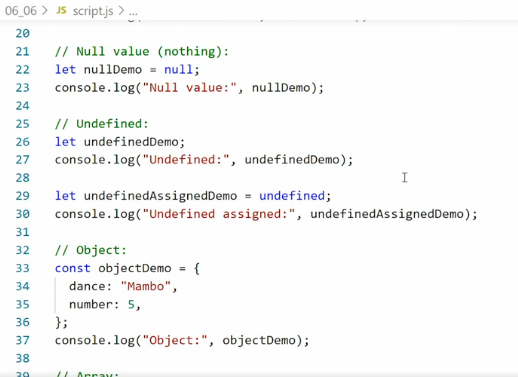 06_06 > JS script.js > ...
20
21 // Null value (nothing):
22 let nullDemo = null;
23 console.log("Null value:", nullDemo);
24
25 // Undefined:
26 let undefinedDemo;
27 console.log("Undefined:", undefinedDemo);
28
29 let undefinedAssignedDemo = undefined;
30 console.log("Undefined assigned:", undefinedAssignedDemo);
31
32 // Object:
33 const objectDemo = {
34   dance: "Mambo",
35   number: 5,
36 };
37 console.log("Object:", objectDemo);
38
39 // Array: